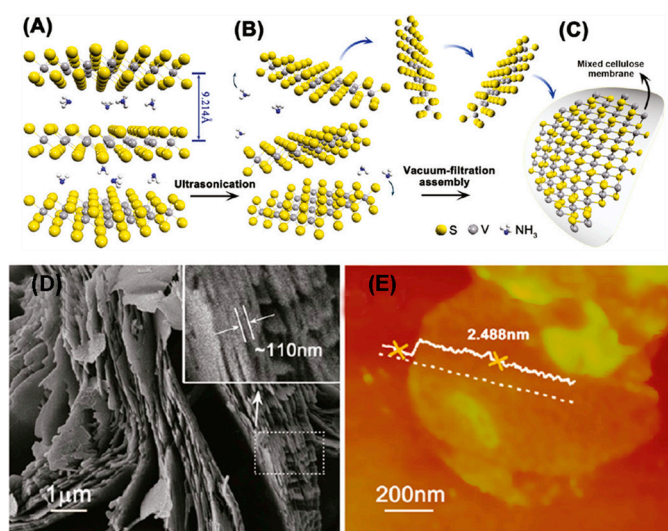 (A)
(B)
(C)
Mixed cellulose
membrane
9.214Å
Ultrasonication
Vacuum-filtration
assembly
S V NH₃
(D)
~110nm
1μm
(E)
2.488nm
200nm